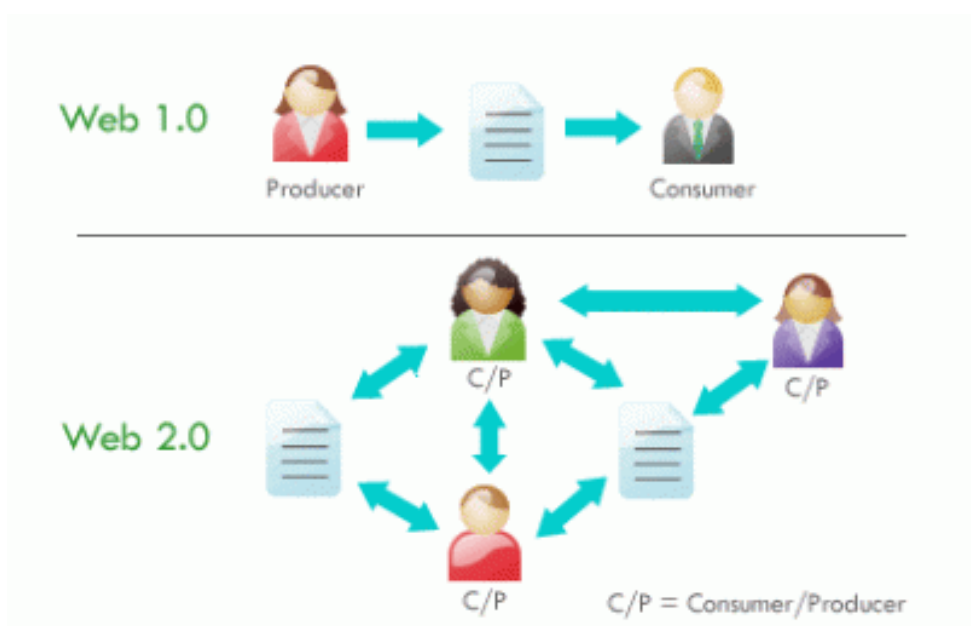 Web 1.0
Producer
Consumer
C/P
C/P
Web 2.0
C/P
C/P = Consumer/Producer